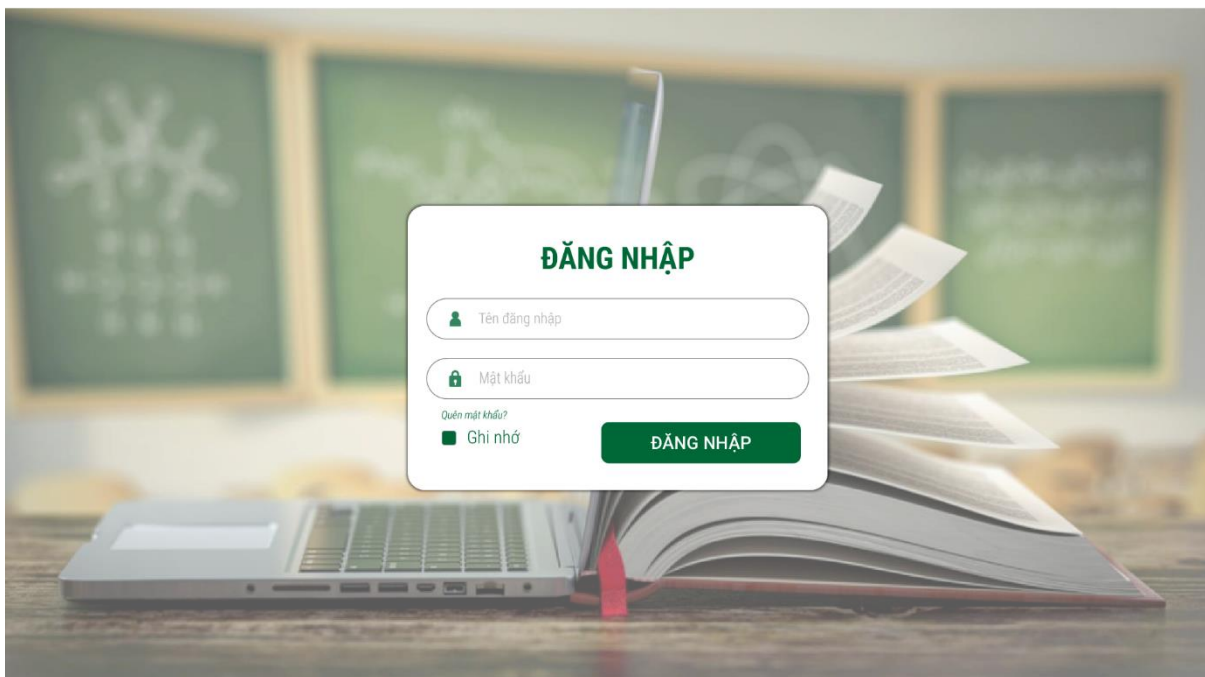 ĐĂNG NHẬP
Tên đăng nhập
Mật khẩu
Quên mật khẩu?
Ghi nhớ
ĐĂNG NHẬP